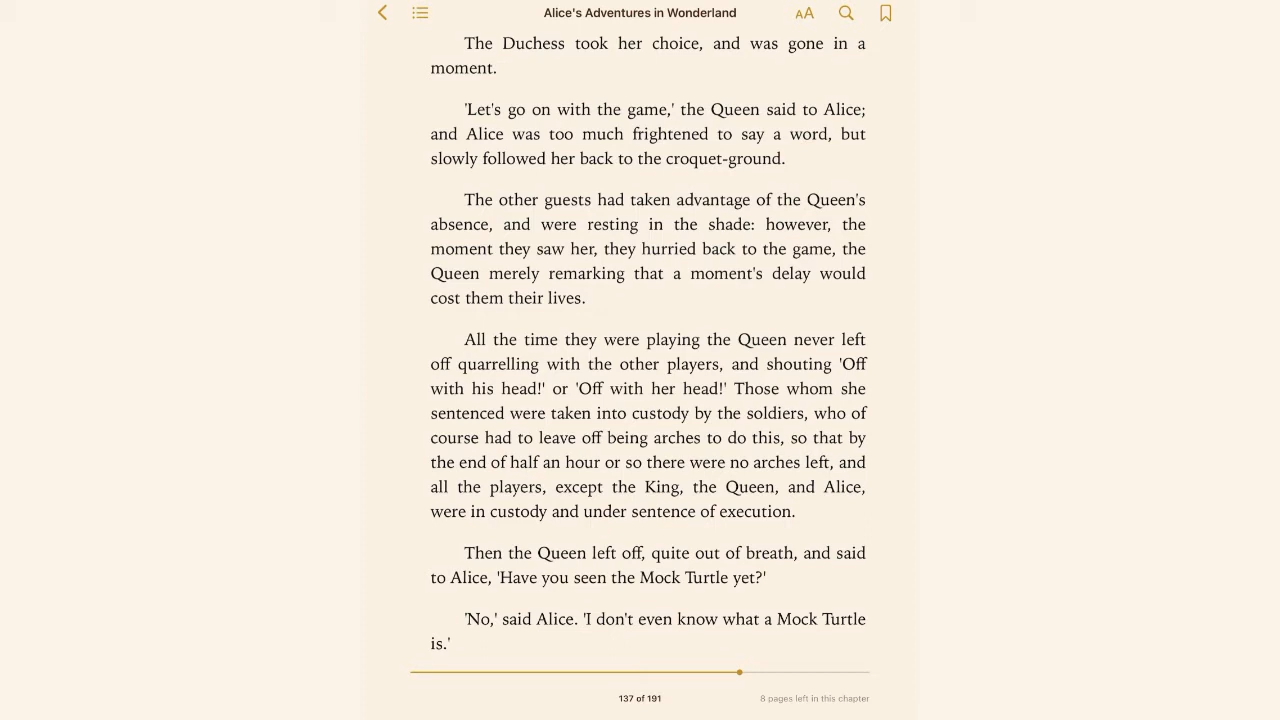 Alice's Adventures in Wonderland
AA
The Duchess took her choice, and was gone in a
moment.
'Let's go on with the game,' the Queen said to Alice;
and Alice was too much frightened to say a word, but
slowly followed her back to the croquet-ground.
The other guests had taken advantage of the Queen's
absence, and were resting in the shade: however, the
moment they saw her, they hurried back to the game, the
Queen merely remarking that a moment's delay would
cost them their lives.
All the time they were playing the Queen never left
off quarrelling with the other players, and shouting 'Off
with his head!' or 'Off with her head!' Those whom she
sentenced were taken into custody by the soldiers, who of
course had to leave off being arches to do this, so that by
the end of half an hour or so there were no arches left, and
all the players, except the King, the Queen, and Alice,
were in custody and under sentence of execution.
Then the Queen left off, quite out of breath, and said
to Alice, 'Have you seen the Mock Turtle yet?'
'No,' said Alice. 'I don't even know what a Mock Turtle
is.'
137 of 191
8 pages left in this chapter